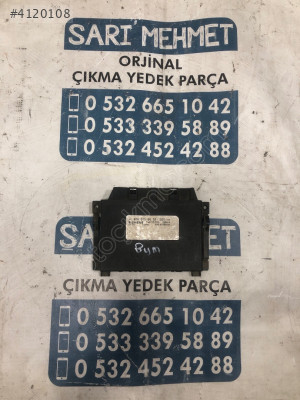 #4120108
SARI MEHMET
ORJİNAL
ÇIKMA YEDEK PARÇA
0 532 665 10 42
0 533 339 58 89
0 532 452 42 88
ÇIKMA YEDEK PARÇA
0 532 665 10 42
0 533 339 58 89
0 532 452 42 88